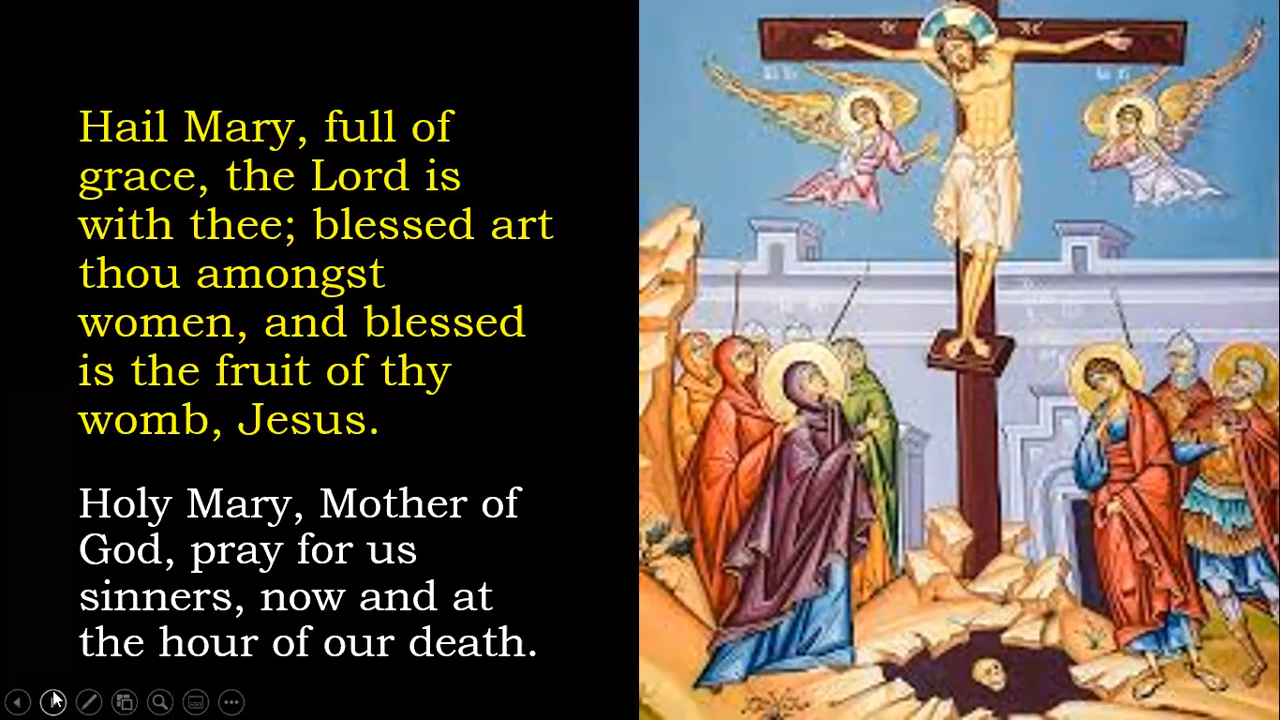 Hail Mary, full of
grace, the Lord is
with thee; blessed art
thou amongst
women, and blessed
is the fruit of thy
womb, Jesus.
Holy Mary, Mother of
God, pray for us
sinners, now and at
the hour of our death.